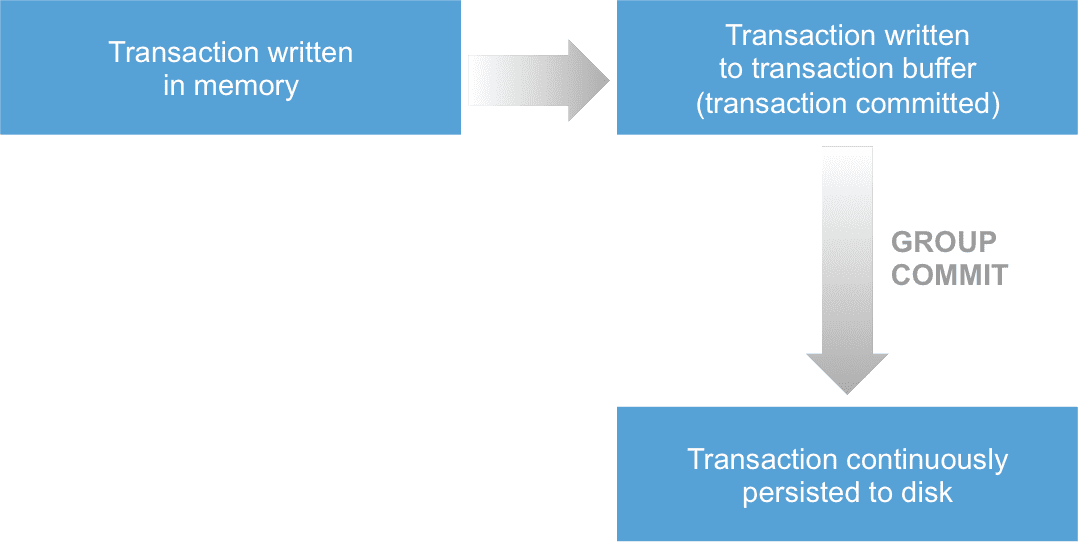 Transaction written
in memory
Transaction written
to transaction buffer
(transaction committed)
GROUP
COMMIT
Transaction continuously
persisted to disk